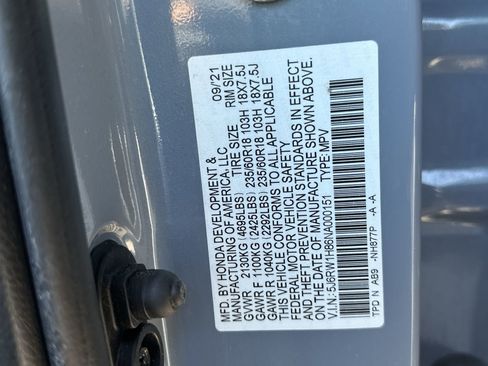 MFD. BY HONDA DEVELOPMENT & 09/'21
MANUFACTURING OF AMERICA, LLC
GVWR 2130KG (4695LBS) TIRE SIZE RIM SIZE
GAWR F 1100KG (2425LBS) 235/60R18 103H 18X7.5J
GAWR R 1040KG (2292LBS) 235/60R18 103H 18X7.5J
THIS VEHICLE CONFORMS TO ALL APPLICABLE
FEDERAL MOTOR VEHICLE SAFETY
AND THEFT PREVENTION STANDARDS IN EFFECT
ON THE DATE OF MANUFACTURE SHOWN ABOVE.
V.I.N.: 5J6RW1H86NA000151 TYPE: MPV
TPD N AB9 -NH877P -A -A